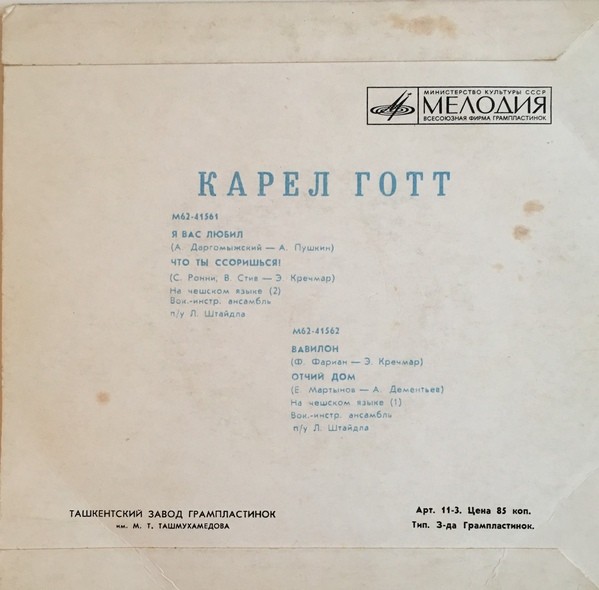 МИНИСТЕРСТВО КУЛЬТУРЫ СССР
МЕЛОДИЯ
ВСЕСОЮЗНАЯ ФИРМА ГРАМПЛАСТИНОК
КАРЕЛ ГОТТ
М62-41561
Я ВАС ЛЮБИЛ
(А. Даргомыжский — А. Пушкин)
ЧТО ТЫ ССОРИШЬСЯ!
(С. Ронни, В. Стив — Э. Кречмар)
На чешском языке (2)
Вок.-инстр. ансамбль
п/у Л. Штайдла
М62-41562
ВАВИЛОН
(Ф. Фариан — Э. Кречмар)
ОТЧИЙ ДОМ
(Е. Мартынов — А. Дементьев)
На чешском языке (1)
Вок.-инстр. ансамбль
п/у Л. Штайдла
ТАШКЕНТСКИЙ ЗАВОД ГРАМПЛАСТИНОК
им. М. Т. ТАШМУХАМЕДОВА
Арт. 11-3. Цена 85 коп.
Тип. З-да Грампластинок.